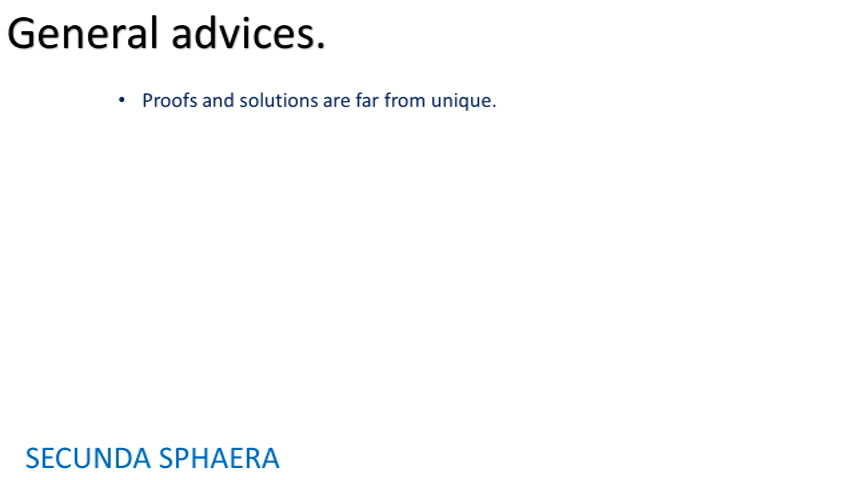 General advices.
• Proofs and solutions are far from unique.
SECUNDA SPHAERA